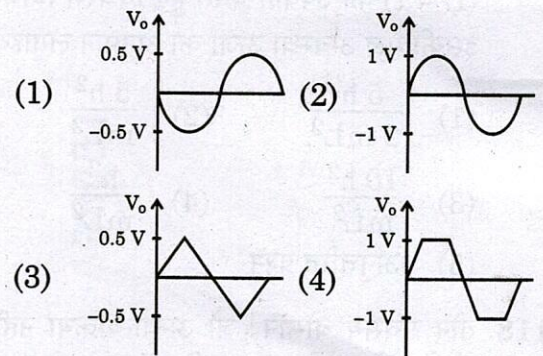 (1) V₀ 0.5 V −0.5 V
(2) V₀ 1 V −1 V
(3) V₀ 0.5 V −0.5 V
(4) V₀ 1 V −1 V